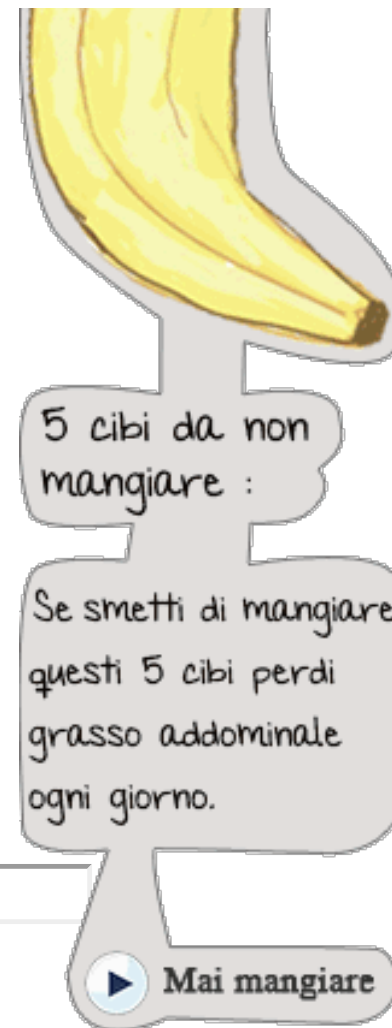 5 cibi da non
mangiare :
Se smetti di mangiare
questi 5 cibi perdi
grasso addominale
ogni giorno.
Mai mangiare